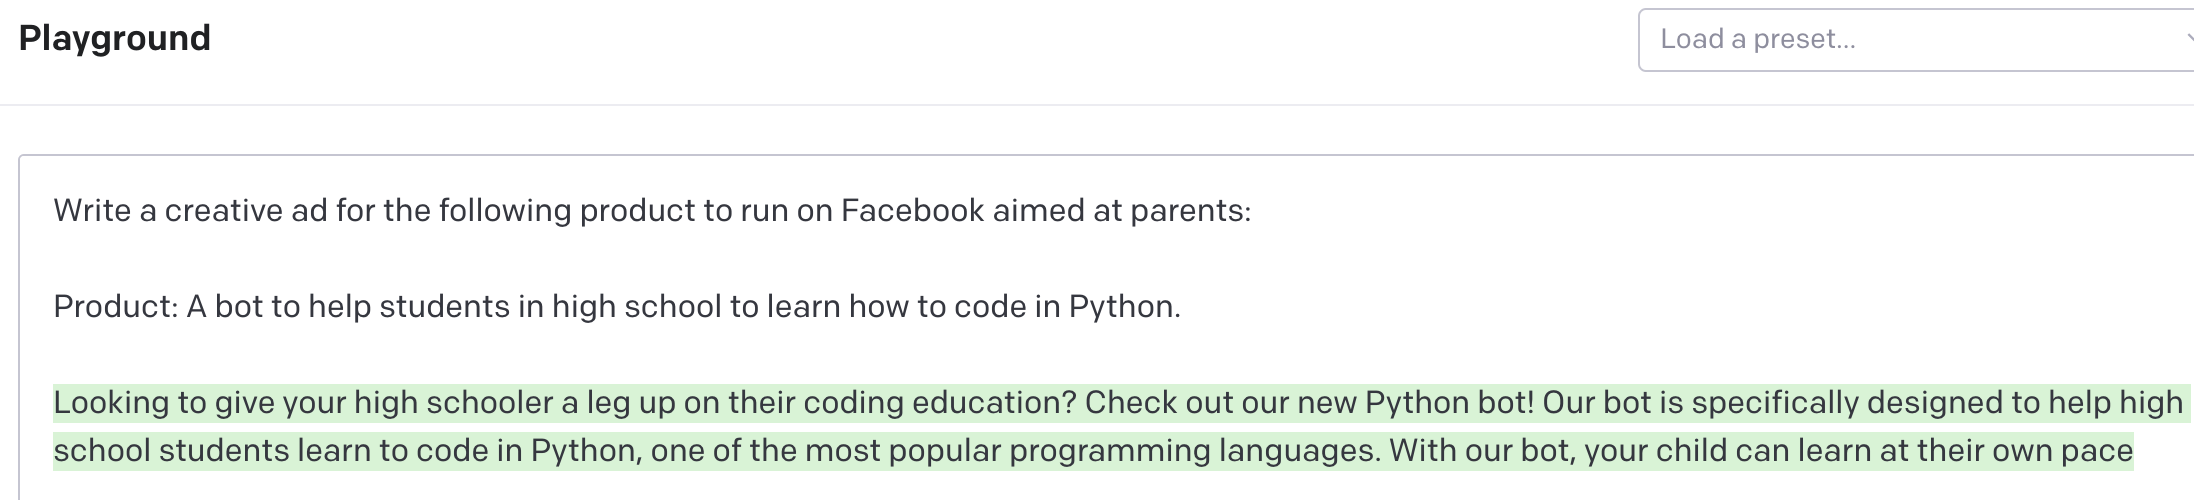 Playground
Load a preset...
Write a creative ad for the following product to run on Facebook aimed at parents:
Product: A bot to help students in high school to learn how to code in Python.
Looking to give your high schooler a leg up on their coding education? Check out our new Python bot! Our bot is specifically designed to help high
school students learn to code in Python, one of the most popular programming languages. With our bot, your child can learn at their own pace